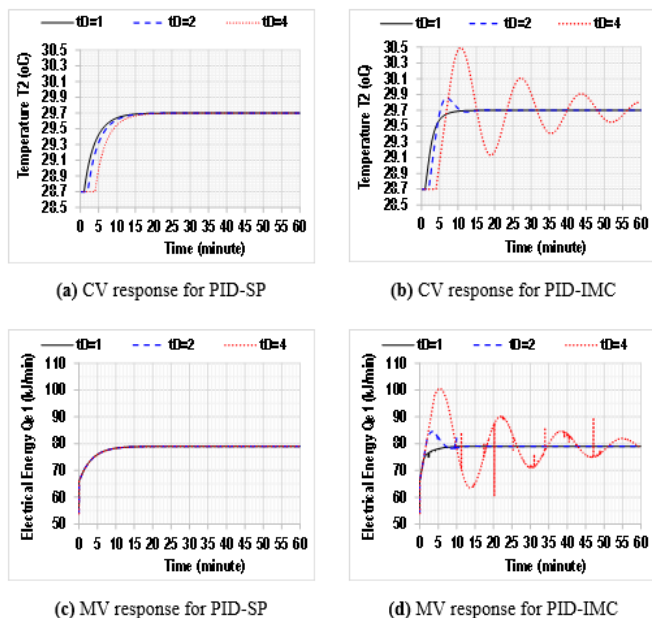 tD=1 tD=2 tD=4
30.5
30.3
30.1
29.9
29.7
29.5
29.3
29.1
28.9
28.7
28.5
Temperature T2 (oC)
0 5 10 15 20 25 30 35 40 45 50 55 60
Time (minute)
(a) CV response for PID-SP
tD=1 tD=2 tD=4
30.5
30.3
30.1
29.9
29.7
29.5
29.3
29.1
28.9
28.7
28.5
Temperature T2 (oC)
0 5 10 15 20 25 30 35 40 45 50 55 60
Time (minute)
(b) CV response for PID-IMC
tD=1 tD=2 tD=4
110
100
90
80
70
60
50
Electrical Energy Qe1 (kJ/min)
0 5 10 15 20 25 30 35 40 45 50 55 60
Time (minute)
(c) MV response for PID-SP
tD=1 tD=2 tD=4
110
100
90
80
70
60
50
Electrical Energy Qe1 (kJ/min)
0 5 10 15 20 25 30 35 40 45 50 55 60
Time (minute)
(d) MV response for PID-IMC